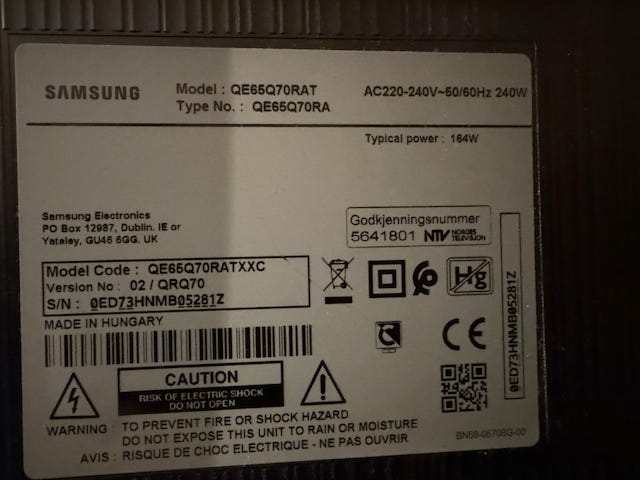 SAMSUNG
Model : QE65Q70RAT
Type No. : QE65Q70RA
AC220-240V~50/60Hz 240W
Typical power : 164W
Samsung Electronics
PO Box 12987, Dublin. IE or
Yateley, GU46 6GG. UK
Godkjenningsnummer
5641801 NTV NORGES TELEVISJON
Model Code : QE65Q70RATXXC
Version No : 02 / QRQ70
S/N : 0ED73HNMB05281Z
Hg
0ED73HNMB05281Z
MADE IN HUNGARY
CE
CAUTION
RISK OF ELECTRIC SHOCK
DO NOT OPEN
WARNING : TO PREVENT FIRE OR SHOCK HAZARD
DO NOT EXPOSE THIS UNIT TO RAIN OR MOISTURE
AVIS : RISQUE DE CHOC ELECTRIQUE - NE PAS OUVRIR
BN68-06708G-00